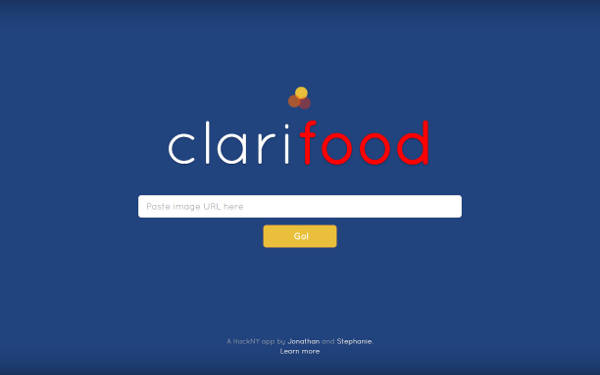 clarifood
Paste image URL here
Go!
A HackNY app by Jonathan and Stephanie.
Learn more